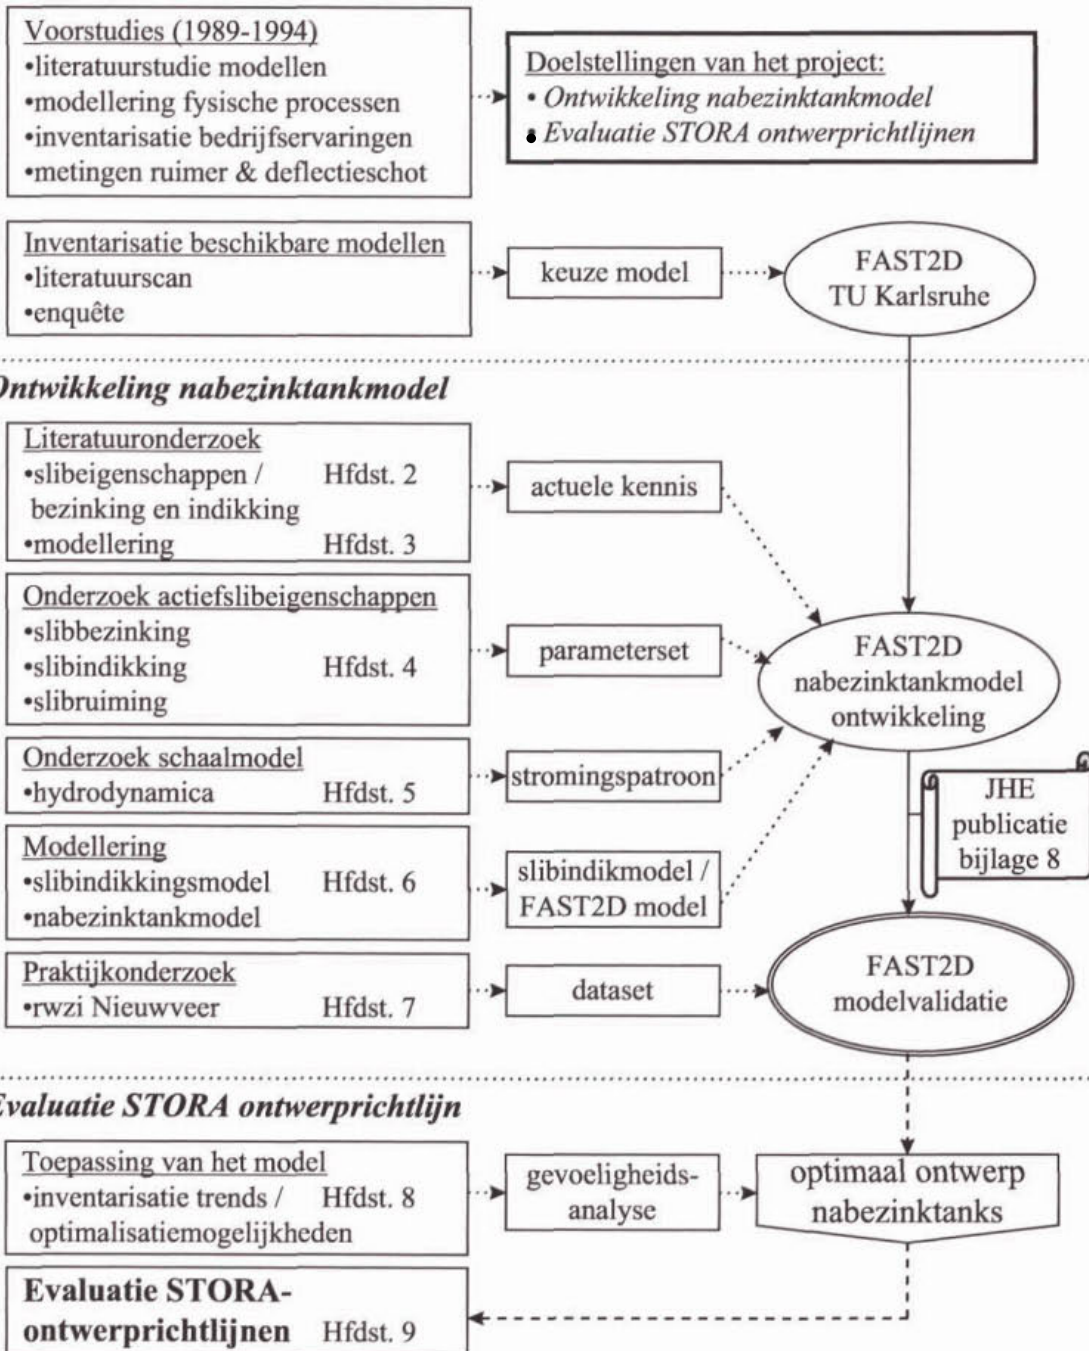 Voorstudies (1989-1994)
•literatuurstudie modellen
•modellering fysische processen
•inventarisatie bedrijfservaringen
•metingen ruimer & deflectieschot
Doelstellingen van het project:
• Ontwikkeling nabezinktankmodel
• Evaluatie STORA ontwerprichtlijnen
Inventarisatie beschikbare modellen
•literatuurscan
•enquête
keuze model
FAST2D
TU Karlsruhe
Ontwikkeling nabezinktankmodel
Literatuuronderzoek
•slibeigenschappen / Hfdst. 2
bezinking en indikking
•modellering Hfdst. 3
actuele kennis
Onderzoek actiefslibeigenschappen
•slibbezinking
•slibindikking Hfdst. 4
•slibruiming
parameterset
FAST2D
nabezinktankmodel
ontwikkeling
Onderzoek schaalmodel
•hydrodynamica Hfdst. 5
stromingspatroon
JHE
publicatie
bijlage 8
Modellering
•slibindikkingsmodel Hfdst. 6
•nabezinktankmodel
slibindikmodel /
FAST2D model
Praktijkonderzoek
•rwzi Nieuwveer Hfdst. 7
dataset
FAST2D
modelvalidatie
Evaluatie STORA ontwerprichtlijn
Toepassing van het model
•inventarisatie trends / Hfdst. 8
optimalisatiemogelijkheden
gevoeligheids-
analyse
optimaal ontwerp
nabezinktanks
Evaluatie STORA-
ontwerprichtlijnen Hfdst. 9